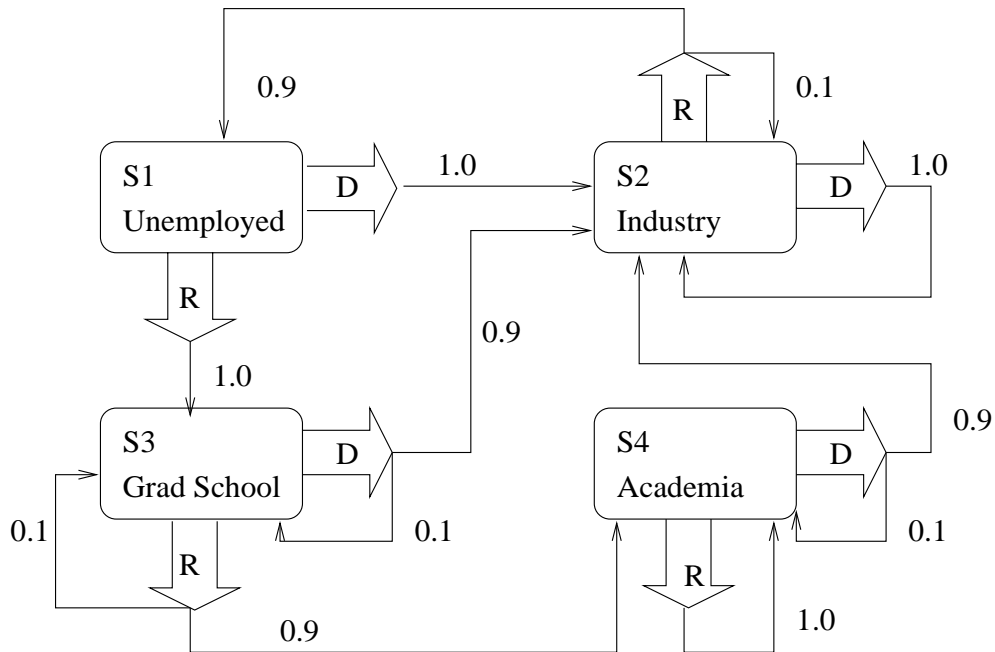 0.9
0.1
R
S1
Unemployed
D
1.0
S2
Industry
D
1.0
R
1.0
0.9
S3
Grad School
D
0.1
R
0.1
0.9
S4
Academia
D
0.9
0.1
R
1.0